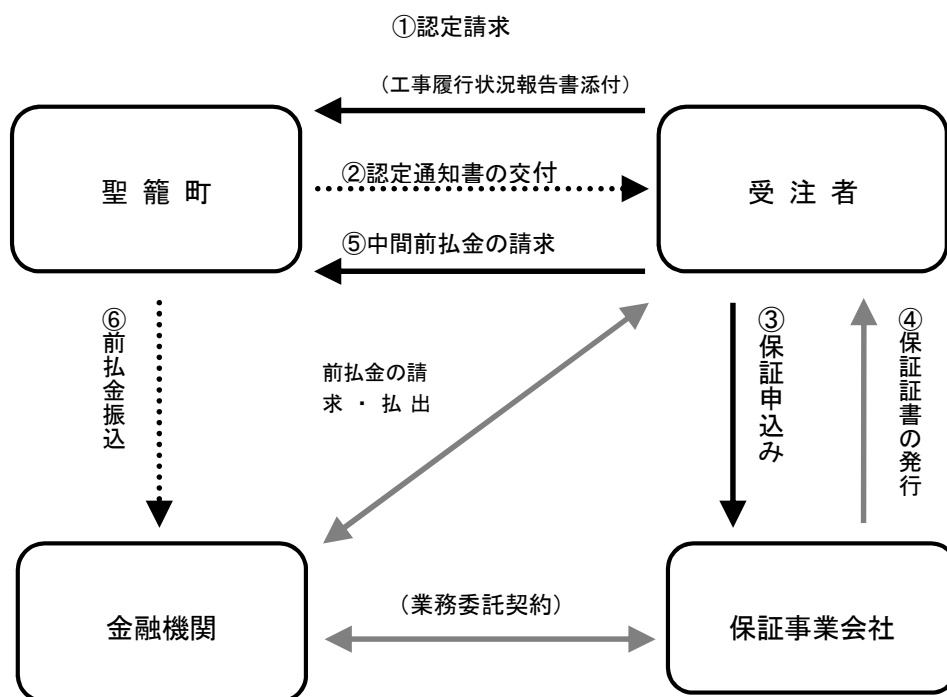 ①認定請求
（工事履行状況報告書添付）
聖 籠 町
②認定通知書の交付
受 注 者
⑤中間前払金の請求
⑥前払金振込
前払金の請
求 ・ 払 出
③保証申込み
④保証証書の発行
金融機関
（業務委託契約）
保証事業会社